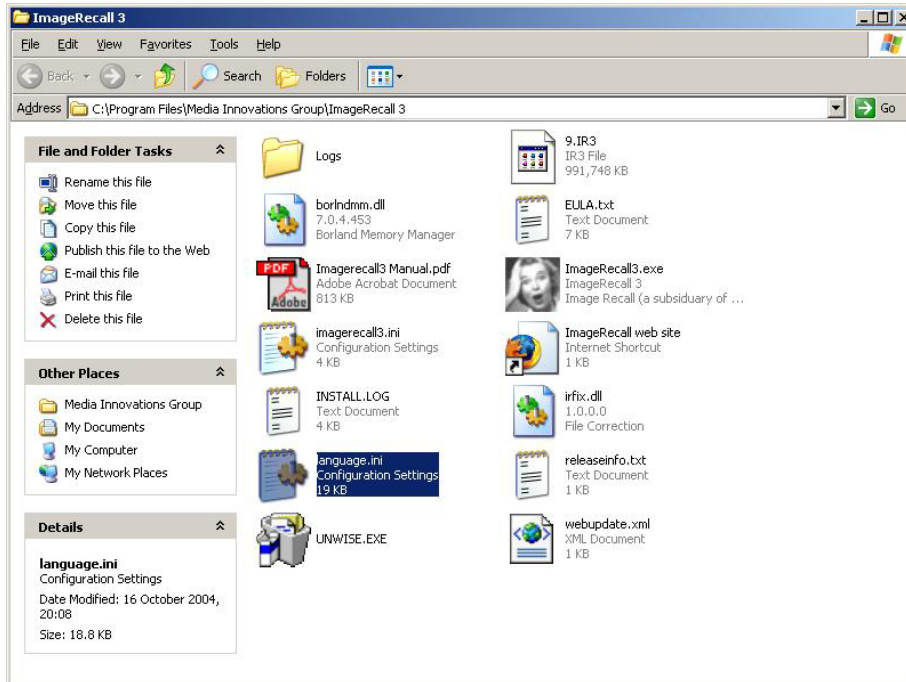 ImageRecall 3
File Edit View Favorites Tools Help
Back Search Folders
Address C:\Program Files\Media Innovations Group\ImageRecall 3 Go
File and Folder Tasks
Rename this file
Move this file
Copy this file
Publish this file to the Web
E-mail this file
Print this file
Delete this file
Other Places
Media Innovations Group
My Documents
My Computer
My Network Places
Details
language.ini
Configuration Settings
Date Modified: 16 October 2004,
20:08
Size: 18.8 KB
Logs
9.IR3
IR3 File
991,748 KB
borlndmm.dll
7.0.4.453
Borland Memory Manager
EULA.txt
Text Document
7 KB
PDF
Adobe
Imagerecall3 Manual.pdf
Adobe Acrobat Document
813 KB
ImageRecall3.exe
ImageRecall 3
Image Recall (a subsiduary of ...
imagerecall3.ini
Configuration Settings
4 KB
ImageRecall web site
Internet Shortcut
1 KB
INSTALL.LOG
Text Document
4 KB
irfix.dll
1.0.0.0
File Correction
language.ini
Configuration Settings
19 KB
releaseinfo.txt
Text Document
1 KB
UNWISE.EXE
webupdate.xml
XML Document
1 KB